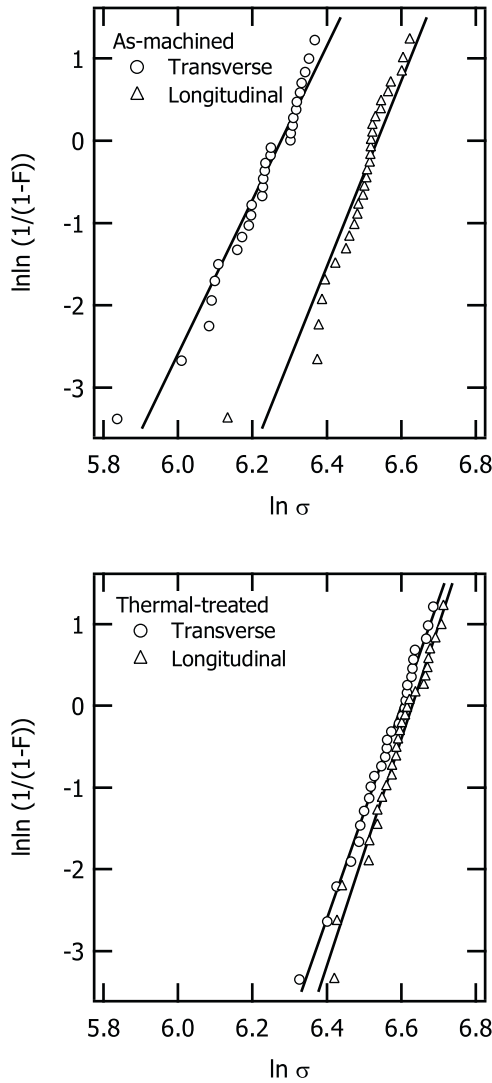 As-machined
Transverse
Longitudinal
1
0
-1
-2
-3
lnln (1/(1-F))
5.8 6.0 6.2 6.4 6.6 6.8
ln σ
Thermal-treated
Transverse
Longitudinal
1
0
-1
-2
-3
lnln (1/(1-F))
5.8 6.0 6.2 6.4 6.6 6.8
ln σ